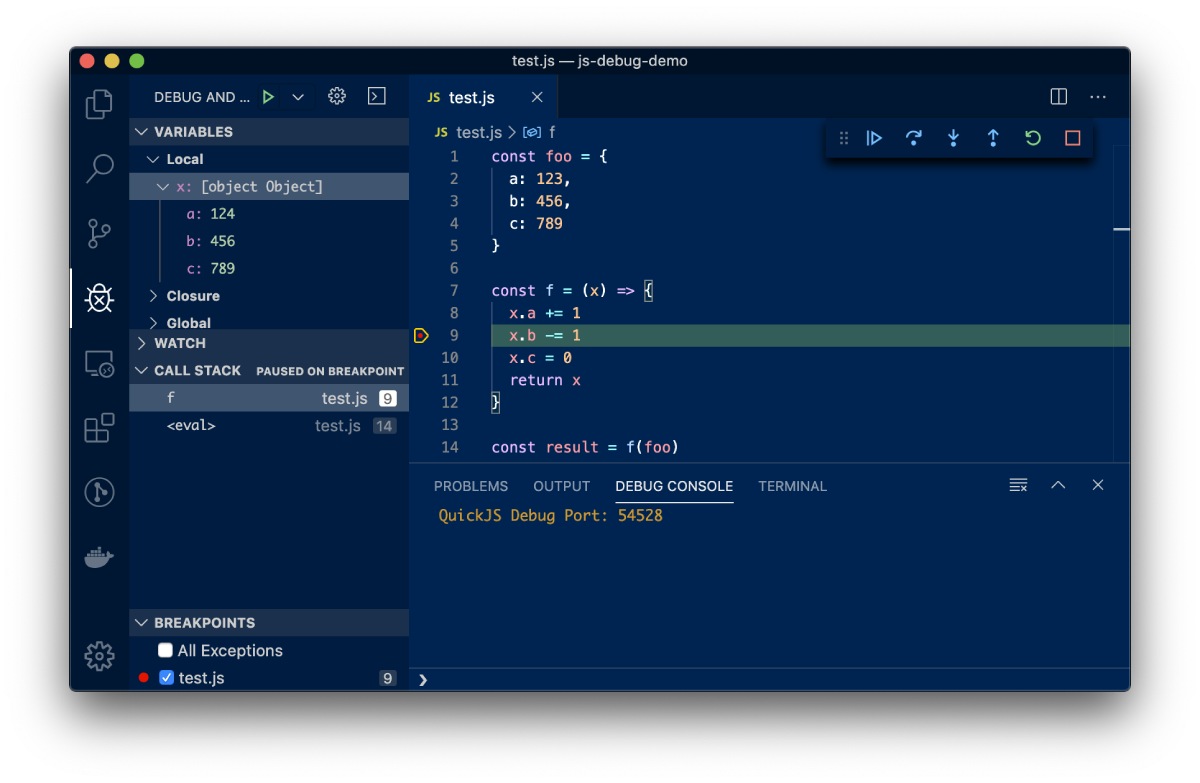 test.js — js-debug-demo
DEBUG AND ...
VARIABLES
Local
x: [object Object]
a: 124
b: 456
c: 789
Closure
Global
WATCH
CALL STACK PAUSED ON BREAKPOINT
f test.js 9
<eval> test.js 14
BREAKPOINTS
All Exceptions
test.js 9
JS test.js
JS test.js > f
1 const foo = {
2 a: 123,
3 b: 456,
4 c: 789
5 }
6
7 const f = (x) => {
8 x.a += 1
9 x.b -= 1
10 x.c = 0
11 return x
12 }
13
14 const result = f(foo)
PROBLEMS OUTPUT DEBUG CONSOLE TERMINAL
QuickJS Debug Port: 54528